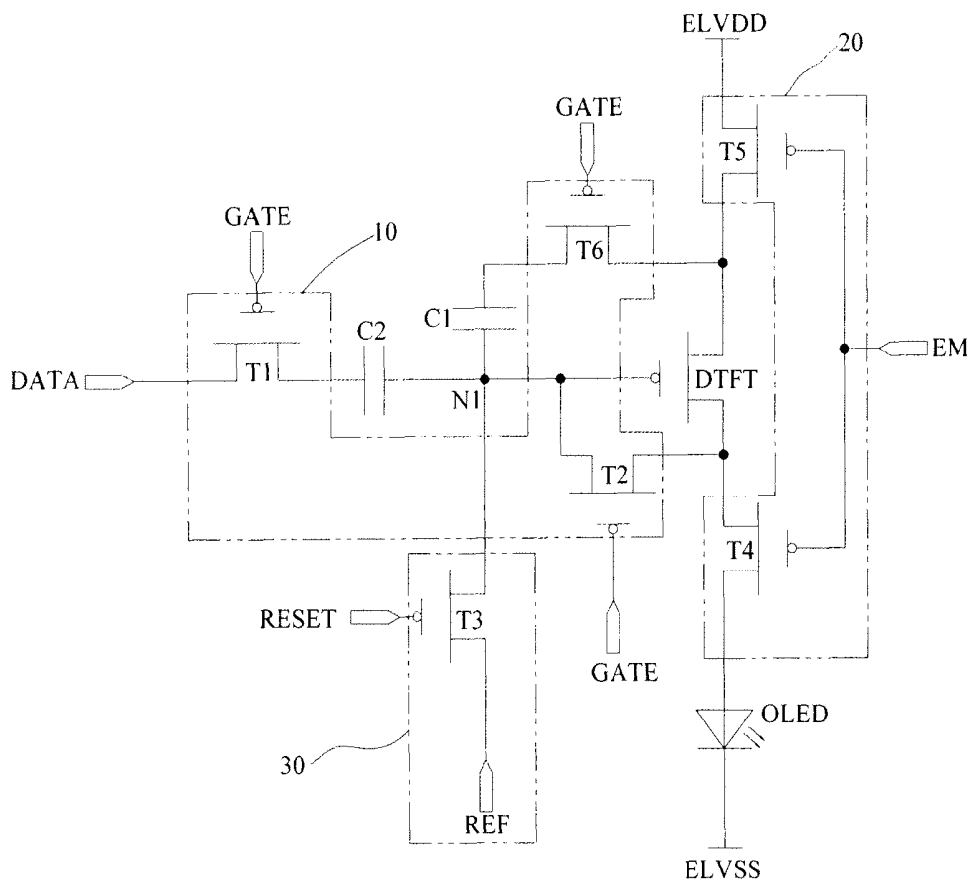 ELVDD
20
GATE
T5
GATE
10
T6
C2
C1
T1
DATA
N1
DTFT
EM
T2
T4
RESET
T3
GATE
OLED
30
REF
ELVSS